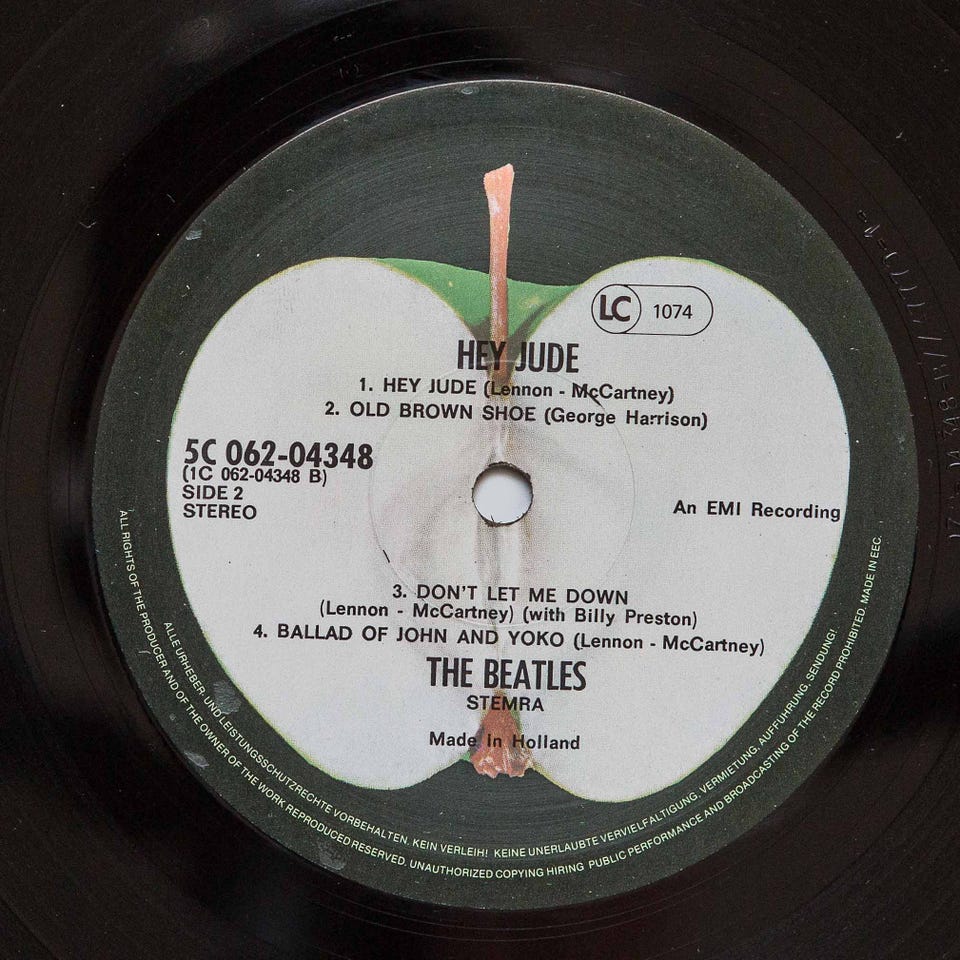 LC 1074
HEY JUDE
1. HEY JUDE (Lennon - McCartney)
2. OLD BROWN SHOE (George Harrison)
5C 062-04348
(1C 062-04348 B)
SIDE 2
STEREO
An EMI Recording
3. DON'T LET ME DOWN
(Lennon - McCartney) (with Billy Preston)
4. BALLAD OF JOHN AND YOKO (Lennon - McCartney)
THE BEATLES
STEMRA
Made In Holland
ALLE URHEBER. UND LEISTUNGSSCHUTZRECHTE VORBEHALTEN. KEIN VERLEIH! KEINE UNERLAUBTE VERVIELFALTIGUNG, VERMIETUNG, AUFFUHRUNG, SENDUNG!
ALL RIGHTS OF THE PRODUCER AND OF THE OWNER OF THE WORK REPRODUCED RESERVED. UNAUTHORIZED COPYING HIRING PUBLIC PERFORMANCE AND BROADCASTING OF THE RECORD PROHIBITED. MADE IN EEC.